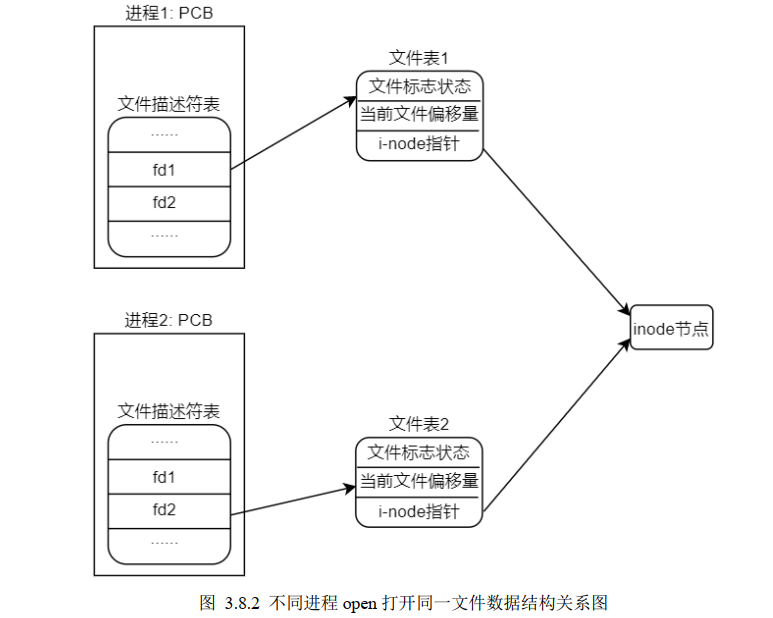 进程1: PCB
文件描述符表
……
fd1
fd2
……
文件表1
文件标志状态
当前文件偏移量
i-node指针
inode节点
进程2: PCB
文件描述符表
……
fd1
fd2
……
文件表2
文件标志状态
当前文件偏移量
i-node指针
图 3.8.2 不同进程 open 打开同一文件数据结构关系图